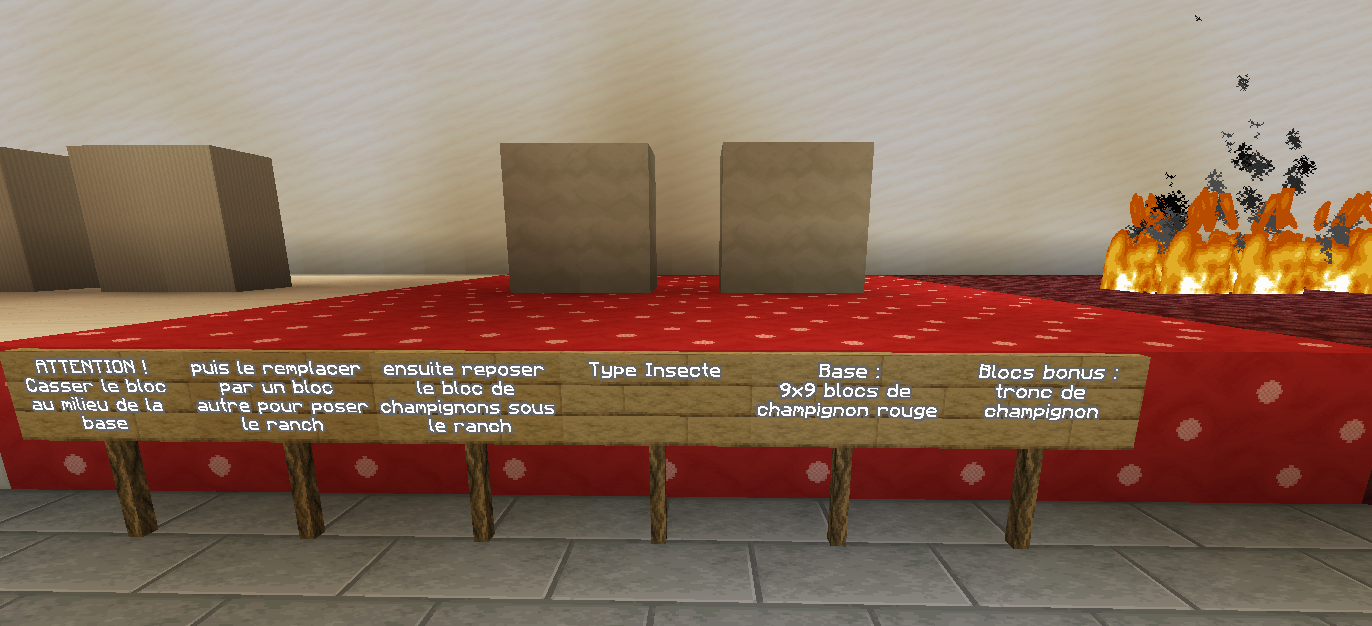 ATTENTION !
Casser le bloc
au milieu de la
base
puis le remplacer
par un bloc
autre pour poser
le ranch
ensuite reposer
le bloc de
champignons sous
le ranch
Type Insecte
Base :
9x9 blocs de
champignon rouge
Blocs bonus :
tronc de
champignon